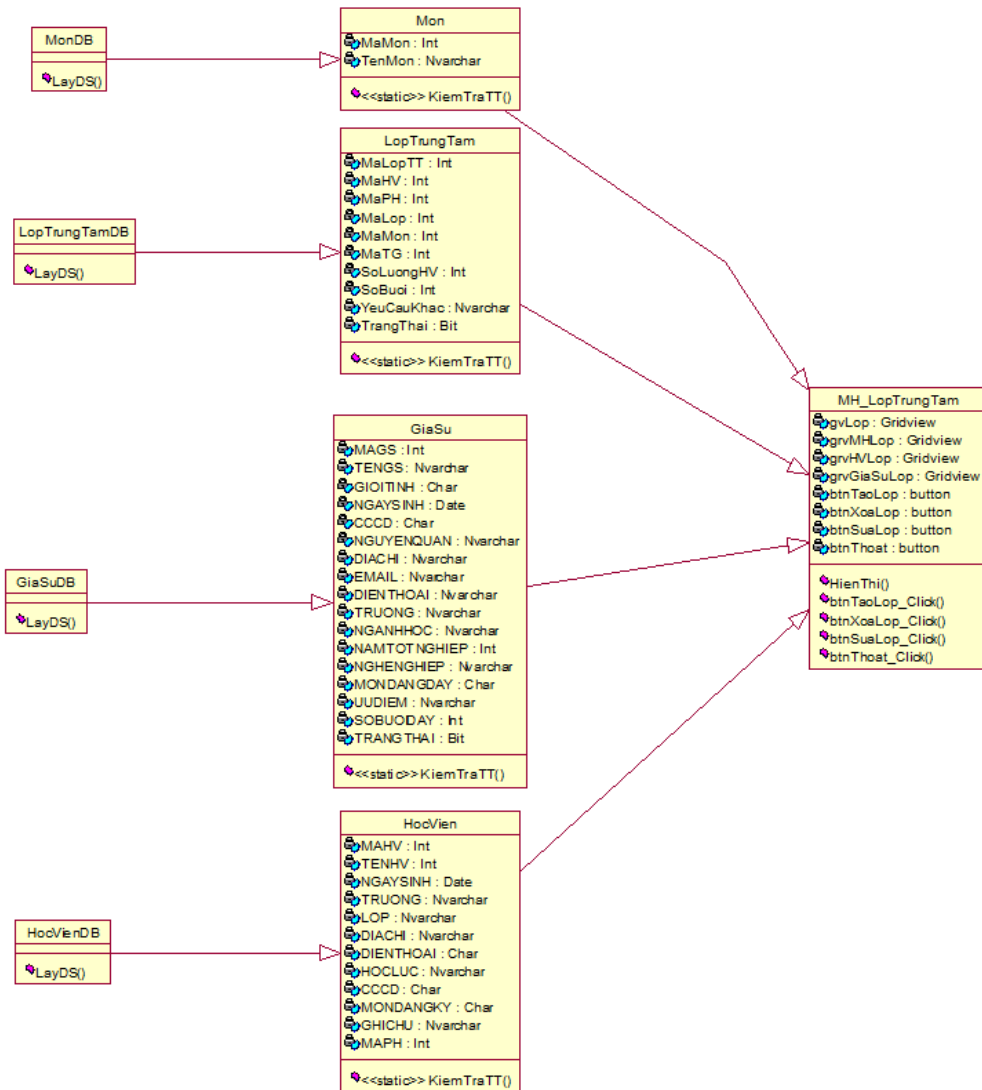 MonDB
LayDS()
Mon
MaMon : Int
TenMon : Nvarchar
<<static>> KiemTraTT()
LopTrungTamDB
LayDS()
LopTrungTam
MaLopTT : Int
MaHV : Int
MaPH : Int
MaLop : Int
MaMon : Int
MaTG : Int
SoLuongHV : Int
SoBuoi : Int
YeuCauKhac : Nvarchar
TrangThai : Bit
<<static>> KiemTraTT()
GiaSuDB
LayDS()
GiaSu
MAGS : Int
TENGS : Nvarchar
GIOITINH : Char
NGAYSINH : Date
CCCD : Char
NGUYENQUAN : Nvarchar
DIACHI : Nvarchar
EMAIL : Nvarchar
DIENTHOAI : Nvarchar
TRUONG : Nvarchar
NGANHHOC : Nvarchar
NAMTOTNGHIEP : Int
NGHENGHIEP : Nvarchar
MONDANGDAY : Char
UUDIEM : Nvarchar
SOBUOIDAY : Int
TRANGTHAI : Bit
<<static>> KiemTraTT()
HocVienDB
LayDS()
HocVien
MAHV : Int
TENHV : Int
NGAYSINH : Date
TRUONG : Nvarchar
LOP : Nvarchar
DIACHI : Nvarchar
DIENTHOAI : Char
HOCLUC : Nvarchar
CCCD : Char
MONDANGKY : Char
GHICHU : Nvarchar
MAPH : Int
<<static>> KiemTraTT()
MH_LopTrungTam
gvLop : Gridview
grvMHLop : Gridview
grvHVLop : Gridview
grvGiaSuLop : Gridview
btnTaoLop : button
btnXoaLop : button
btnSuaLop : button
btnThoat : button
HienThi()
btnTaoLop_Click()
btnXoaLop_Click()
btnSuaLop_Click()
btnThoat_Click()